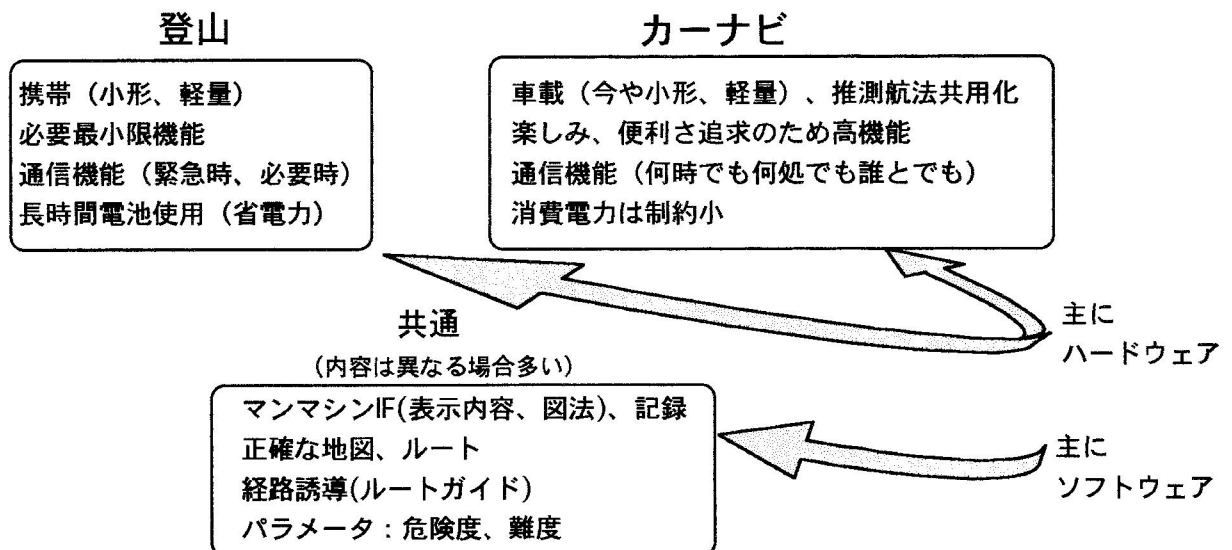 登山
携帯（小形、軽量）
必要最小限機能
通信機能（緊急時、必要時）
長時間電池使用（省電力）
カーナビ
車載（今や小形、軽量）、推測航法共用化
楽しみ、便利さ追求のため高機能
通信機能（何時でも何処でも誰とでも）
消費電力は制約小
主に
ハードウェア
共通
(内容は異なる場合多い)
マンマシンIF(表示内容、図法)、記録
正確な地図、ルート
経路誘導(ルートガイド)
パラメータ：危険度、難度
主に
ソフトウェア